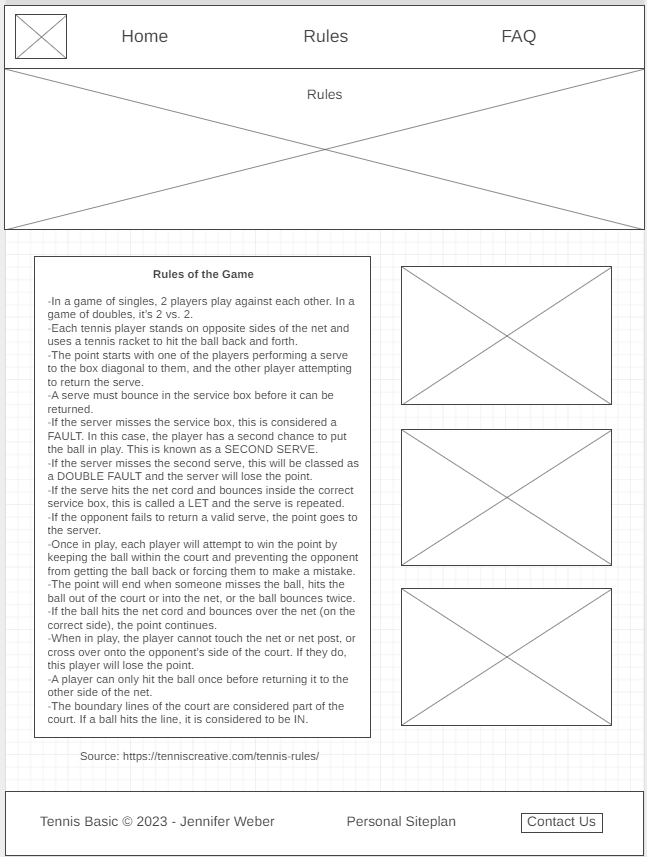 Home Rules FAQ
Rules
Rules of the Game
-In a game of singles, 2 players play against each other. In a
game of doubles, it's 2 vs. 2.
-Each tennis player stands on opposite sides of the net and
uses a tennis racket to hit the ball back and forth.
-The point starts with one of the players performing a serve
to the box diagonal to them, and the other player attempting
to return the serve.
-A serve must bounce in the service box before it can be
returned.
-If the server misses the service box, this is considered a
FAULT. In this case, the player has a second chance to put
the ball in play. This is known as a SECOND SERVE.
-If the server misses the second serve, this will be classed as
a DOUBLE FAULT and the server will lose the point.
-If the serve hits the net cord and bounces inside the correct
service box, this is called a LET and the serve is repeated.
-If the opponent fails to return a valid serve, the point goes to
the server.
-Once in play, each player will attempt to win the point by
keeping the ball within the court and preventing the opponent
from getting the ball back or forcing them to make a mistake.
-The point will end when someone misses the ball, hits the
ball out of the court or into the net, or the ball bounces twice.
-If the ball hits the net cord and bounces over the net (on the
correct side), the point continues.
-When in play, the player cannot touch the net or net post, or
cross over onto the opponent's side of the court. If they do,
this player will lose the point.
-A player can only hit the ball once before returning it to the
other side of the net.
-The boundary lines of the court are considered part of the
court. If a ball hits the line, it is considered to be IN.
Source: https://tenniscreative.com/tennis-rules/
Tennis Basic © 2023 - Jennifer Weber Personal Siteplan Contact Us